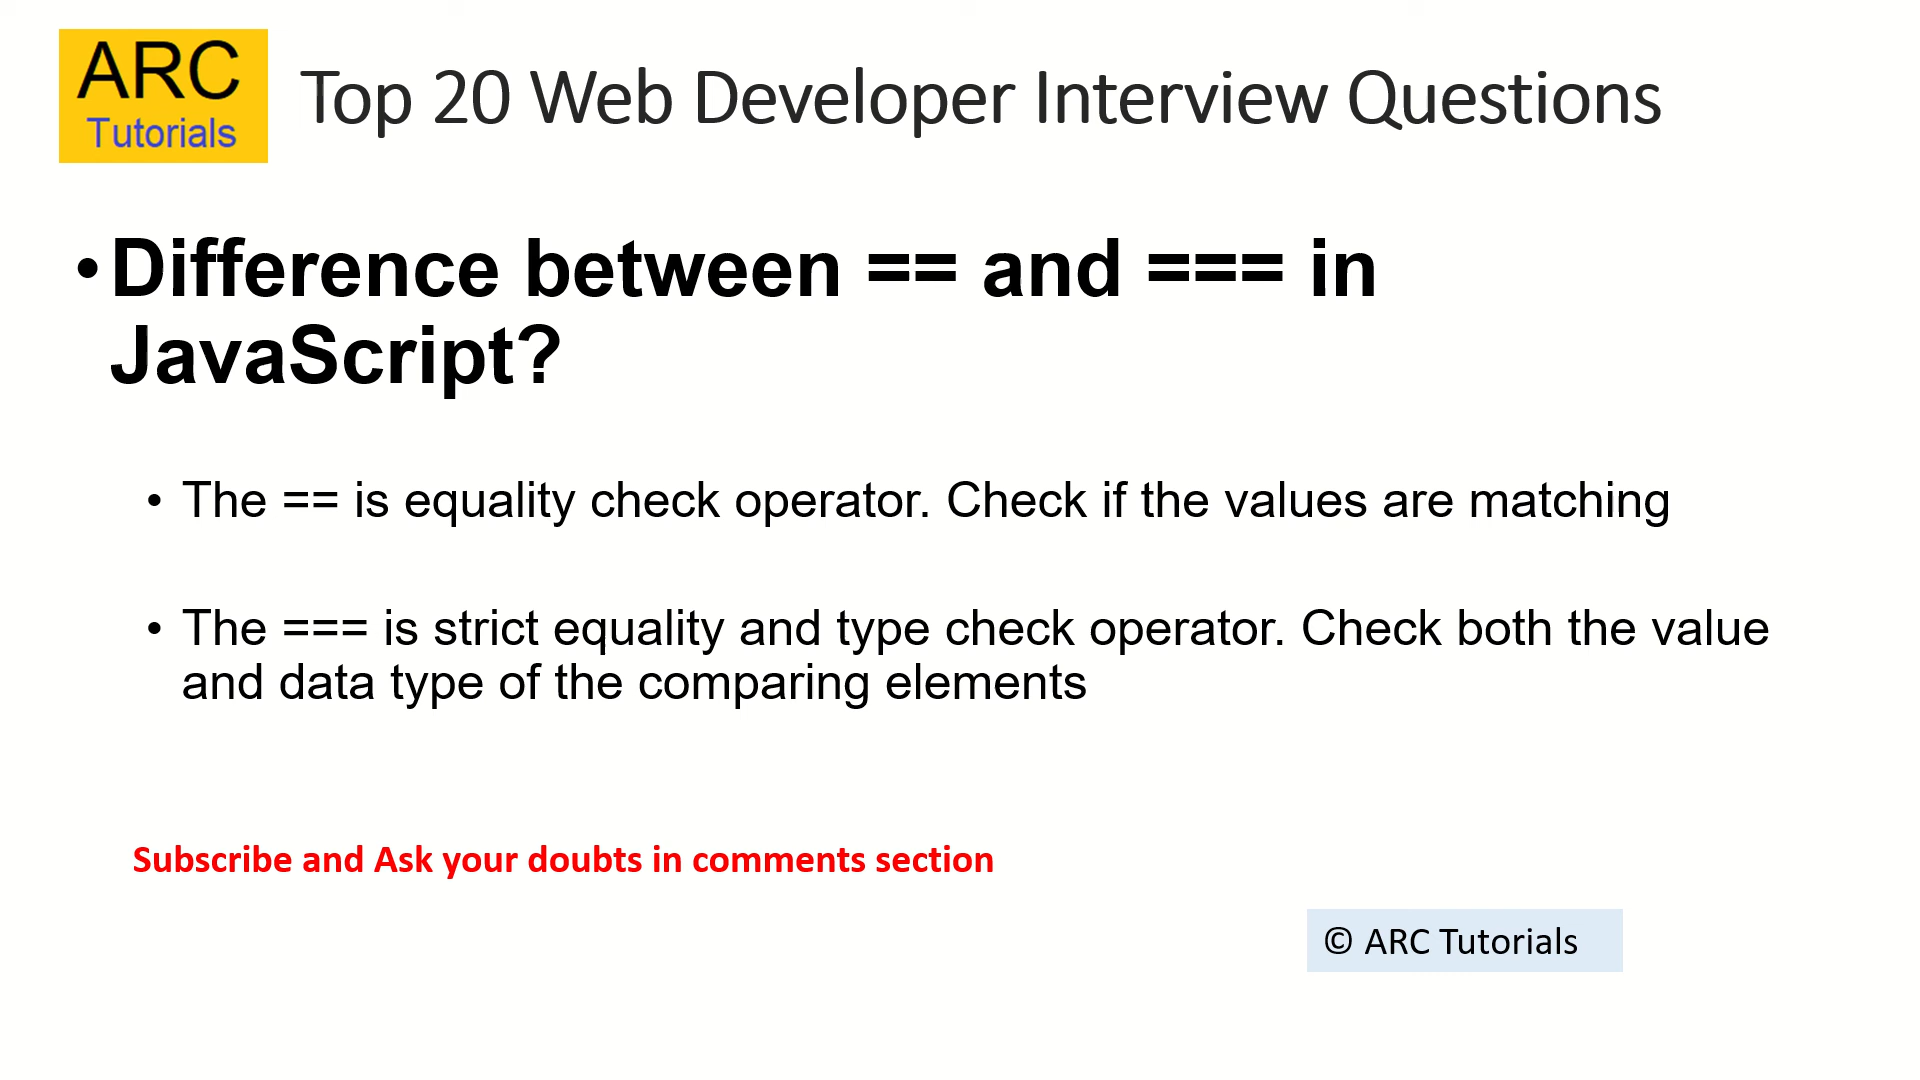 ARC
Tutorials
Top 20 Web Developer Interview Questions
• Difference between == and === in
JavaScript?
• The == is equality check operator. Check if the values are matching
• The === is strict equality and type check operator. Check both the value
and data type of the comparing elements
Subscribe and Ask your doubts in comments section
© ARC Tutorials